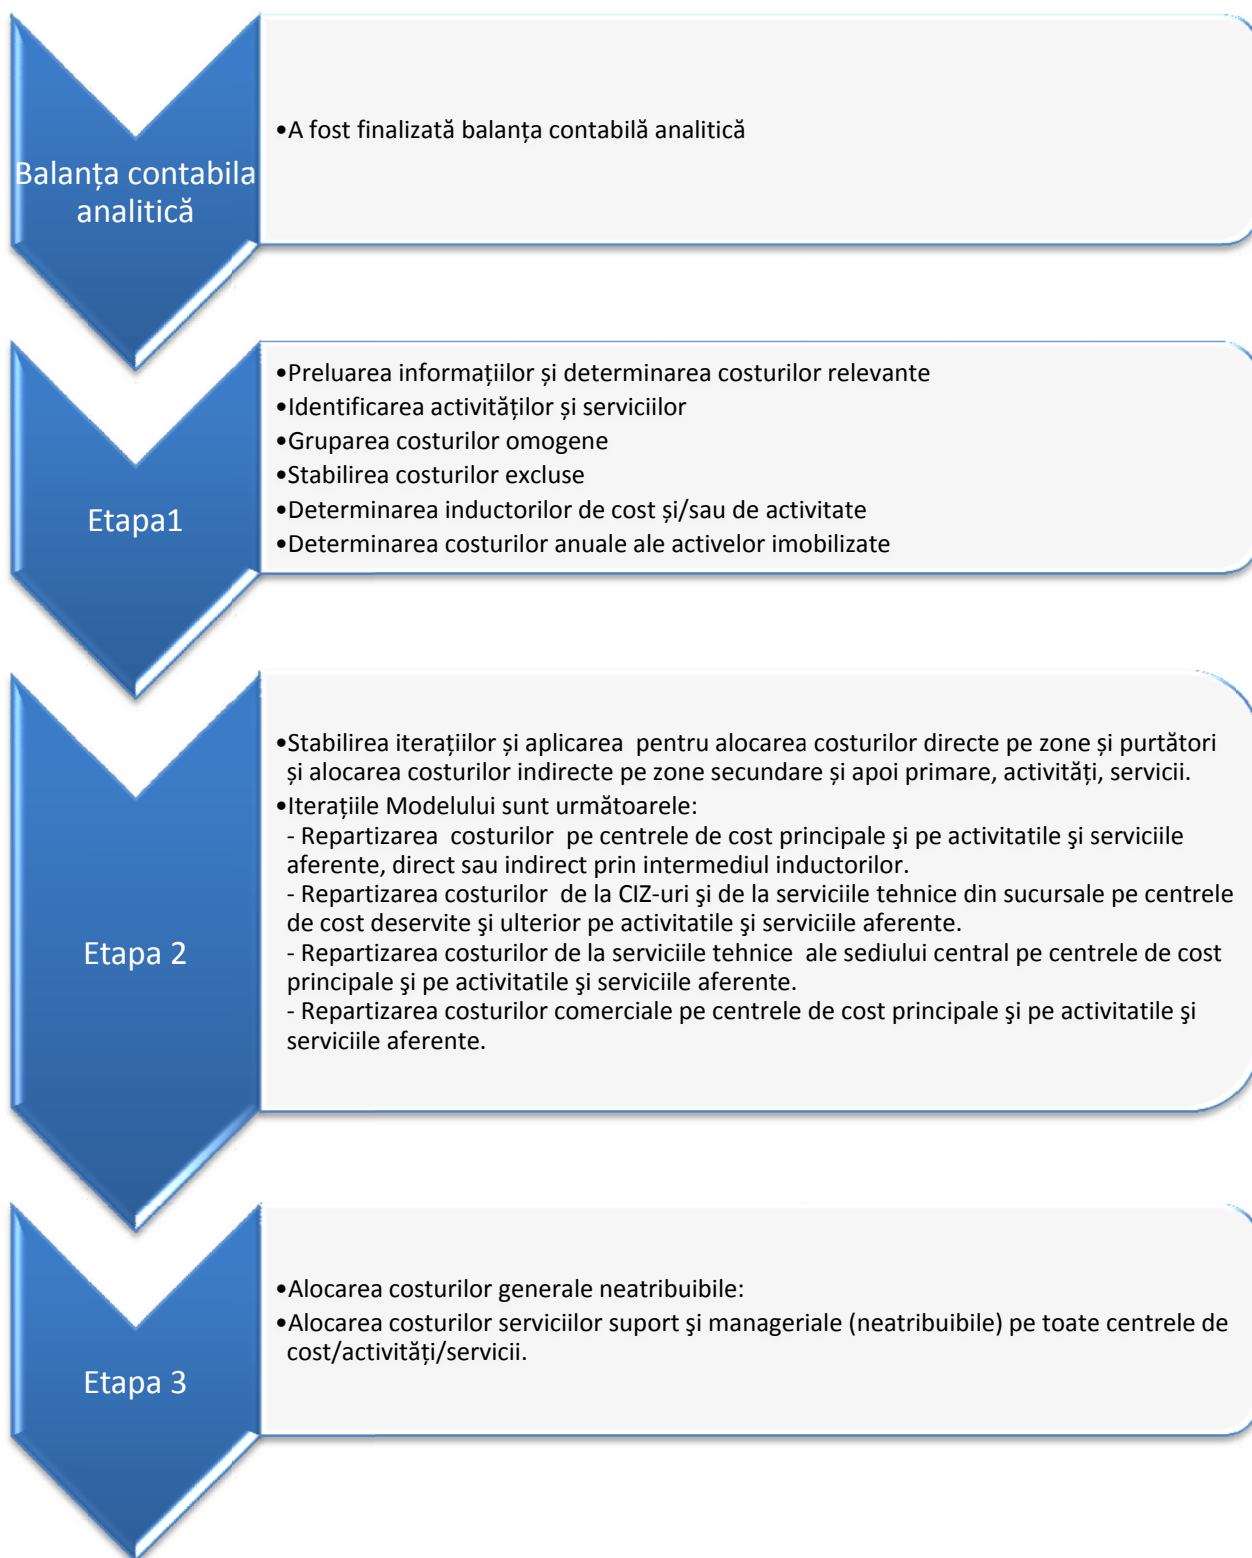 Balanța contabila
analitică
•A fost finalizată balanța contabilă analitică
Etapa1
•Preluarea informațiilor și determinarea costurilor relevante
•Identificarea activităților și serviciilor
•Gruparea costurilor omogene
•Stabilirea costurilor excluse
•Determinarea inductorilor de cost și/sau de activitate
•Determinarea costurilor anuale ale activelor imobilizate
Etapa 2
•Stabilirea iterațiilor și aplicarea pentru alocarea costurilor directe pe zone și purtători
și alocarea costurilor indirecte pe zone secundare și apoi primare, activități, servicii.
•Iterațiile Modelului sunt următoarele:
- Repartizarea costurilor pe centrele de cost principale şi pe activitatile şi serviciile
aferente, direct sau indirect prin intermediul inductorilor.
- Repartizarea costurilor de la CIZ-uri şi de la serviciile tehnice din sucursale pe centrele
de cost deservite şi ulterior pe activitatile şi serviciile aferente.
- Repartizarea costurilor de la serviciile tehnice ale sediului central pe centrele de cost
principale şi pe activitatile şi serviciile aferente.
- Repartizarea costurilor comerciale pe centrele de cost principale şi pe activitatile şi
serviciile aferente.
Etapa 3
•Alocarea costurilor generale neatribuibile:
•Alocarea costurilor serviciilor suport şi manageriale (neatribuibile) pe toate centrele de
cost/activități/servicii.